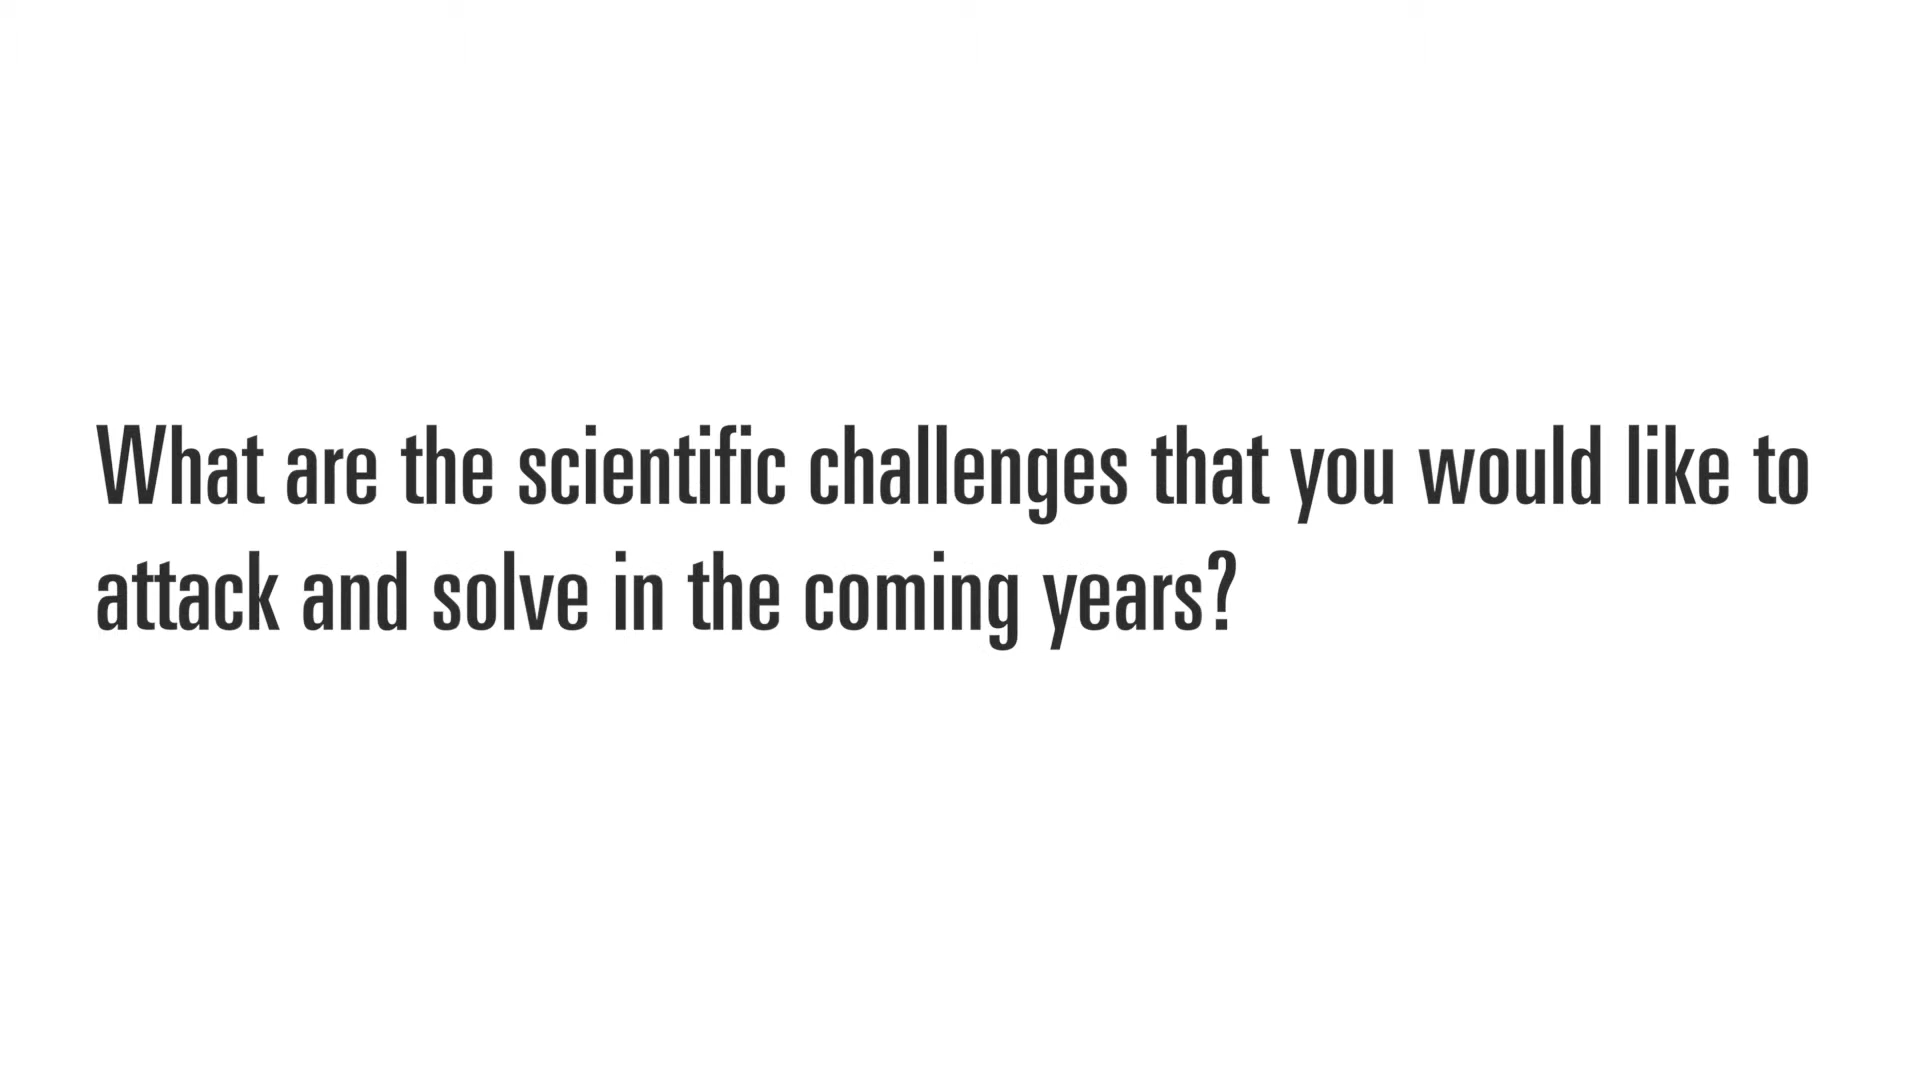 What are the scientific challenges that you would like to
attack and solve in the coming years?